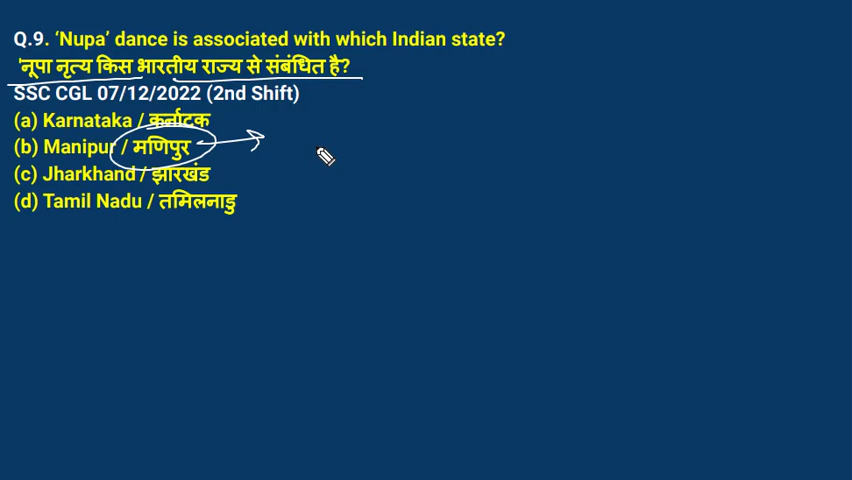 Q.9. ‘Nupa’ dance is associated with which Indian state?
'नूपा नृत्य किस भारतीय राज्य से संबंधित है?
SSC CGL 07/12/2022 (2nd Shift)
(a) Karnataka / कर्नाटक
(b) Manipur / मणिपुर
(c) Jharkhand / झारखंड
(d) Tamil Nadu / तमिलनाडु